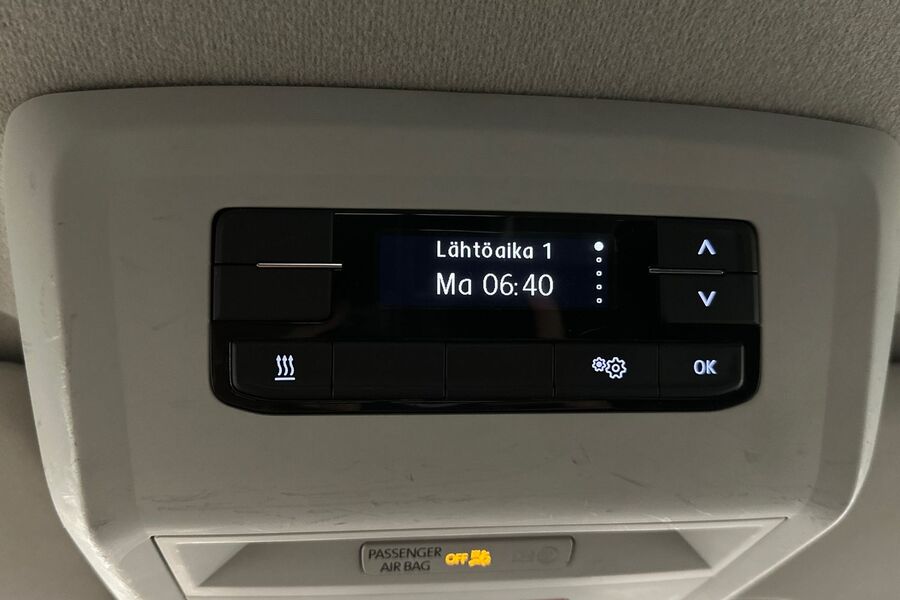 Lähtöaika 1
Ma 06:40
OK
PASSENGER
AIR BAG
OFF